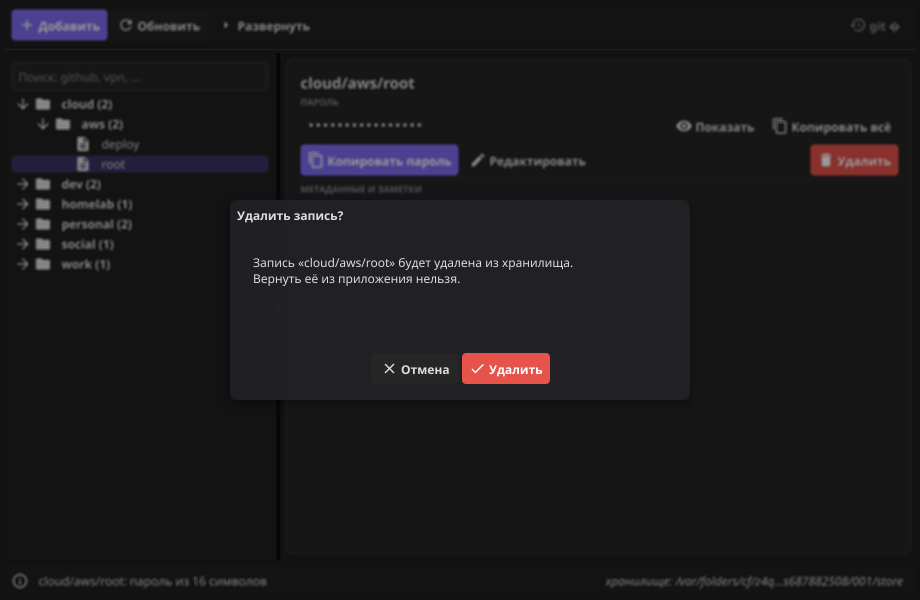 Добавить
Обновить
Развернуть
git �
Поиск: github, vpn, ...
cloud (2)
aws (2)
deploy
root
dev (2)
homelab (1)
personal (2)
social (1)
work (1)
cloud/aws/root
ПАРОЛЬ
••••••••••••••••
Показать
Копировать всё
Копировать пароль
Редактировать
Удалить
МЕТАДАННЫЕ И ЗАМЕТКИ
Удалить запись?
Запись «cloud/aws/root» будет удалена из хранилища.
Вернуть её из приложения нельзя.
Отмена
Удалить
cloud/aws/root: пароль из 16 символов
хранилище: /var/folders/cf/z4q...s687882508/001/store